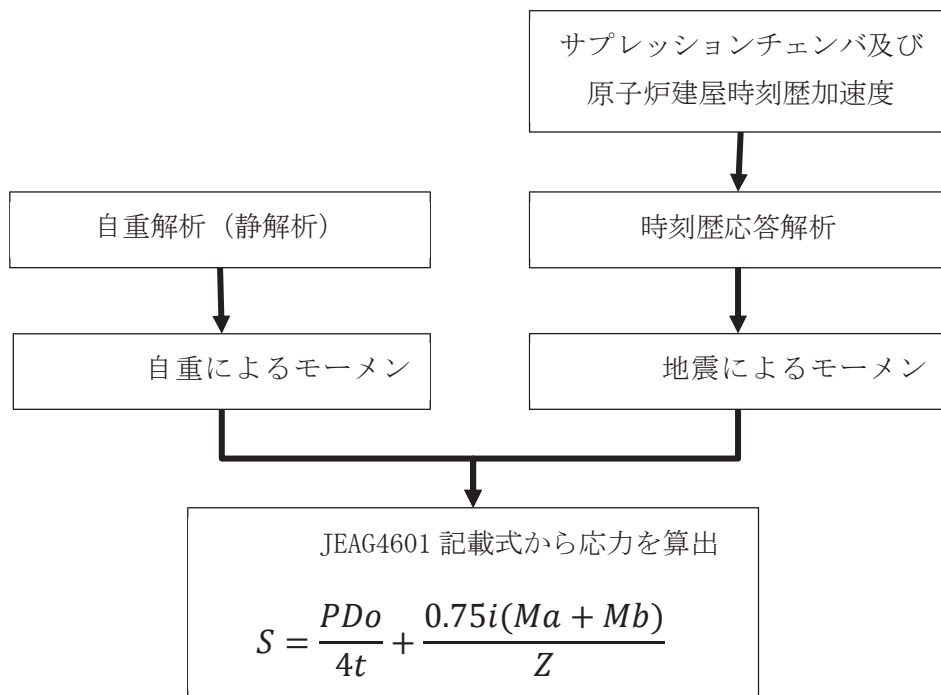 サプレッションチェンバ及び
原子炉建屋時刻歴加速度
自重解析（静解析）
時刻歴応答解析
自重によるモーメン
地震によるモーメン
JEAG4601 記載式から応力を算出
S = PDo/4t + 0.75i(Ma + Mb)/Z